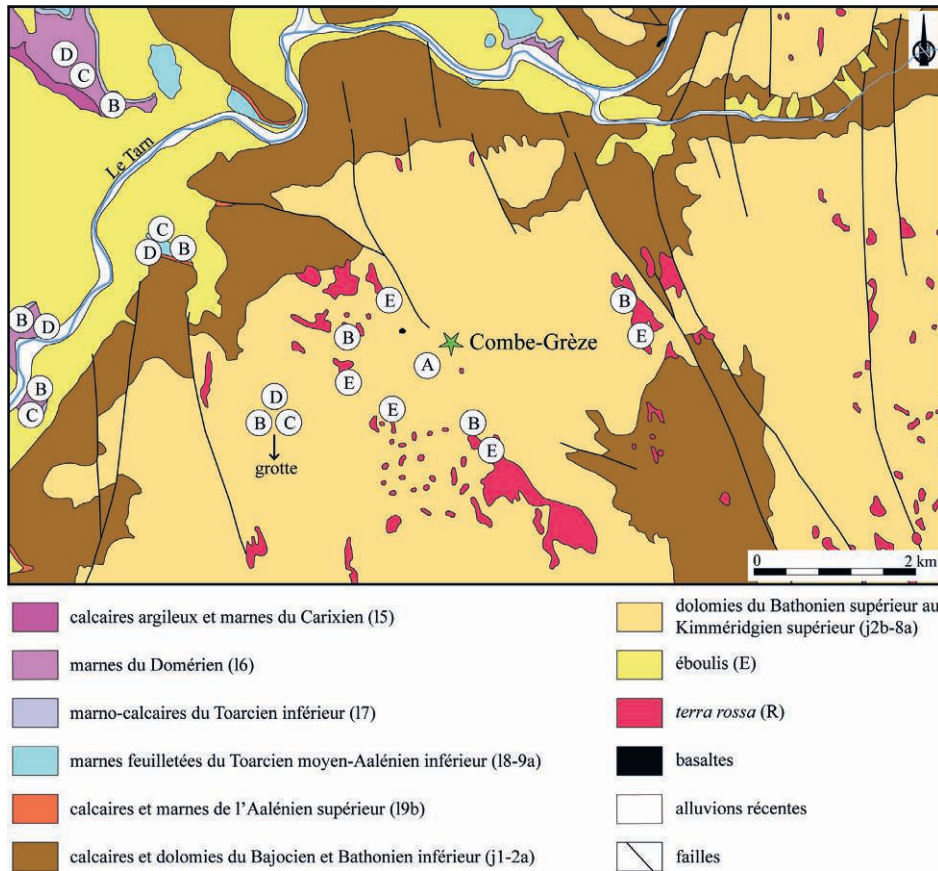 N
D
C
B
Le Tarn
C
D
B
E
B
B
D
B
E
Combe-Grèze
A
E
B
C
D
E
B
B
C
E
grotte
0
2 km
calcaires argileux et marnes du Carixien (l5)
marnes du Domérien (l6)
marno-calcaires du Toarcien inférieur (l7)
marnes feuilletées du Toarcien moyen-Aalénien inférieur (l8-9a)
calcaires et marnes de l'Aalénien supérieur (l9b)
calcaires et dolomies du Bajocien et Bathonien inférieur (j1-2a)
dolomies du Bathonien supérieur au
Kimméridgien supérieur (j2b-8a)
éboulis (E)
terra rossa (R)
basaltes
alluvions récentes
failles